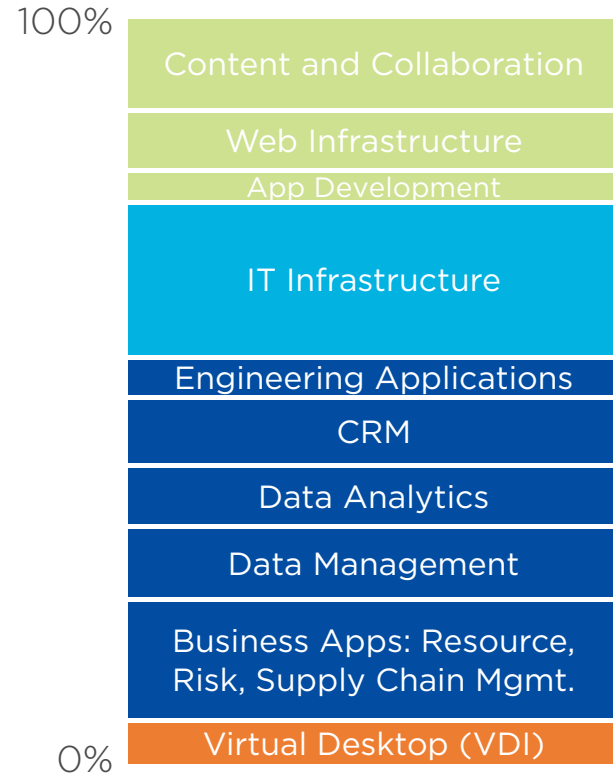 100%
Content and Collaboration
Web Infrastructure
App Development
IT Infrastructure
Engineering Applications
CRM
Data Analytics
Data Management
Business Apps: Resource,
Risk, Supply Chain Mgmt.
Virtual Desktop (VDI)
0%